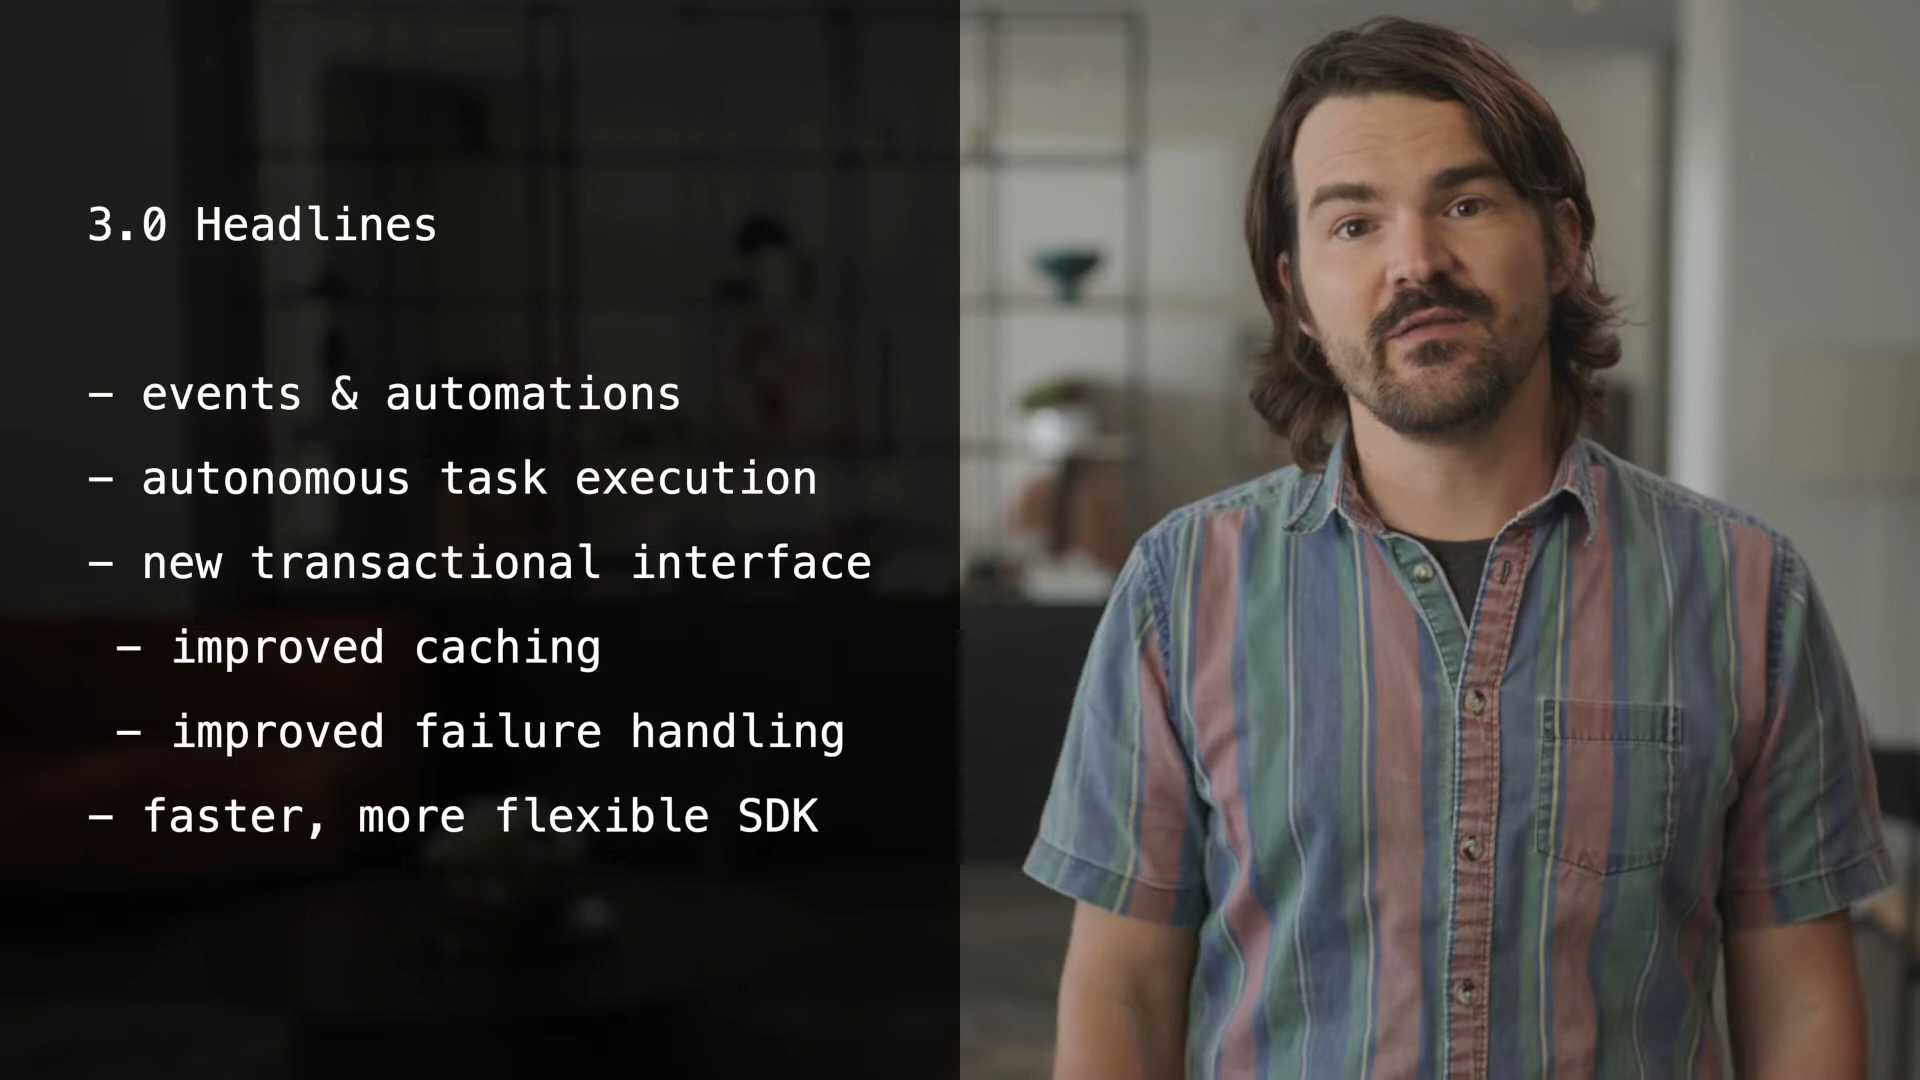 3.0 Headlines
– events & automations
– autonomous task execution
– new transactional interface
– improved caching
– improved failure handling
– faster, more flexible SDK